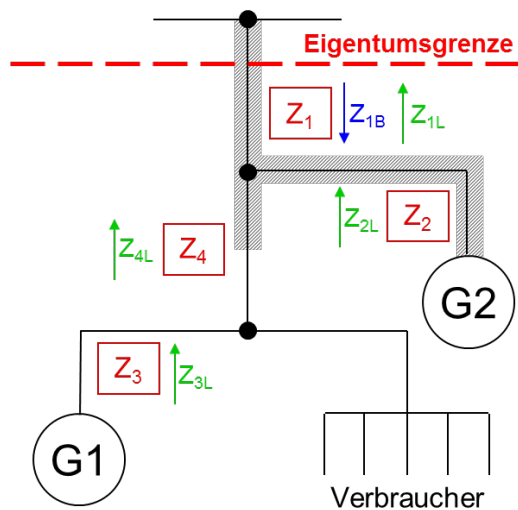 Eigentumsgrenze
Z₁ Z₁B Z₁L
Z₂L Z₂
Z₄L Z₄
G2
Z₃ Z₃L
G1
Verbraucher